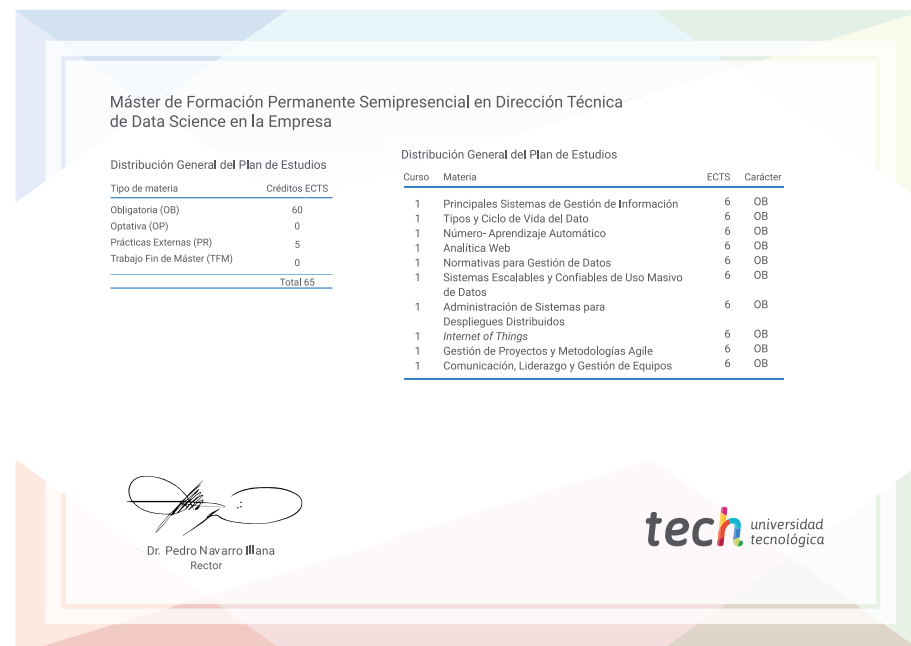 Máster de Formación Permanente Semipresencial en Dirección Técnica
de Data Science en la Empresa
Distribución General del Plan de Estudios
Tipo de materia Créditos ECTS
Obligatoria (OB) 60
Optativa (OP) 0
Prácticas Externas (PR) 5
Trabajo Fin de Máster (TFM) 0
Total 65
Distribución General del Plan de Estudios
Curso Materia ECTS Carácter
1 Principales Sistemas de Gestión de Información 6 OB
1 Tipos y Ciclo de Vida del Dato 6 OB
1 Número- Aprendizaje Automático 6 OB
1 Analítica Web 6 OB
1 Normativas para Gestión de Datos 6 OB
1 Sistemas Escalables y Confiables de Uso Masivo 6 OB
de Datos
1 Administración de Sistemas para 6 OB
Despliegues Distribuidos
1 Internet of Things 6 OB
1 Gestión de Proyectos y Metodologías Agile 6 OB
1 Comunicación, Liderazgo y Gestión de Equipos 6 OB
Dr. Pedro Navarro Illana
Rector
tech universidad
tecnológica